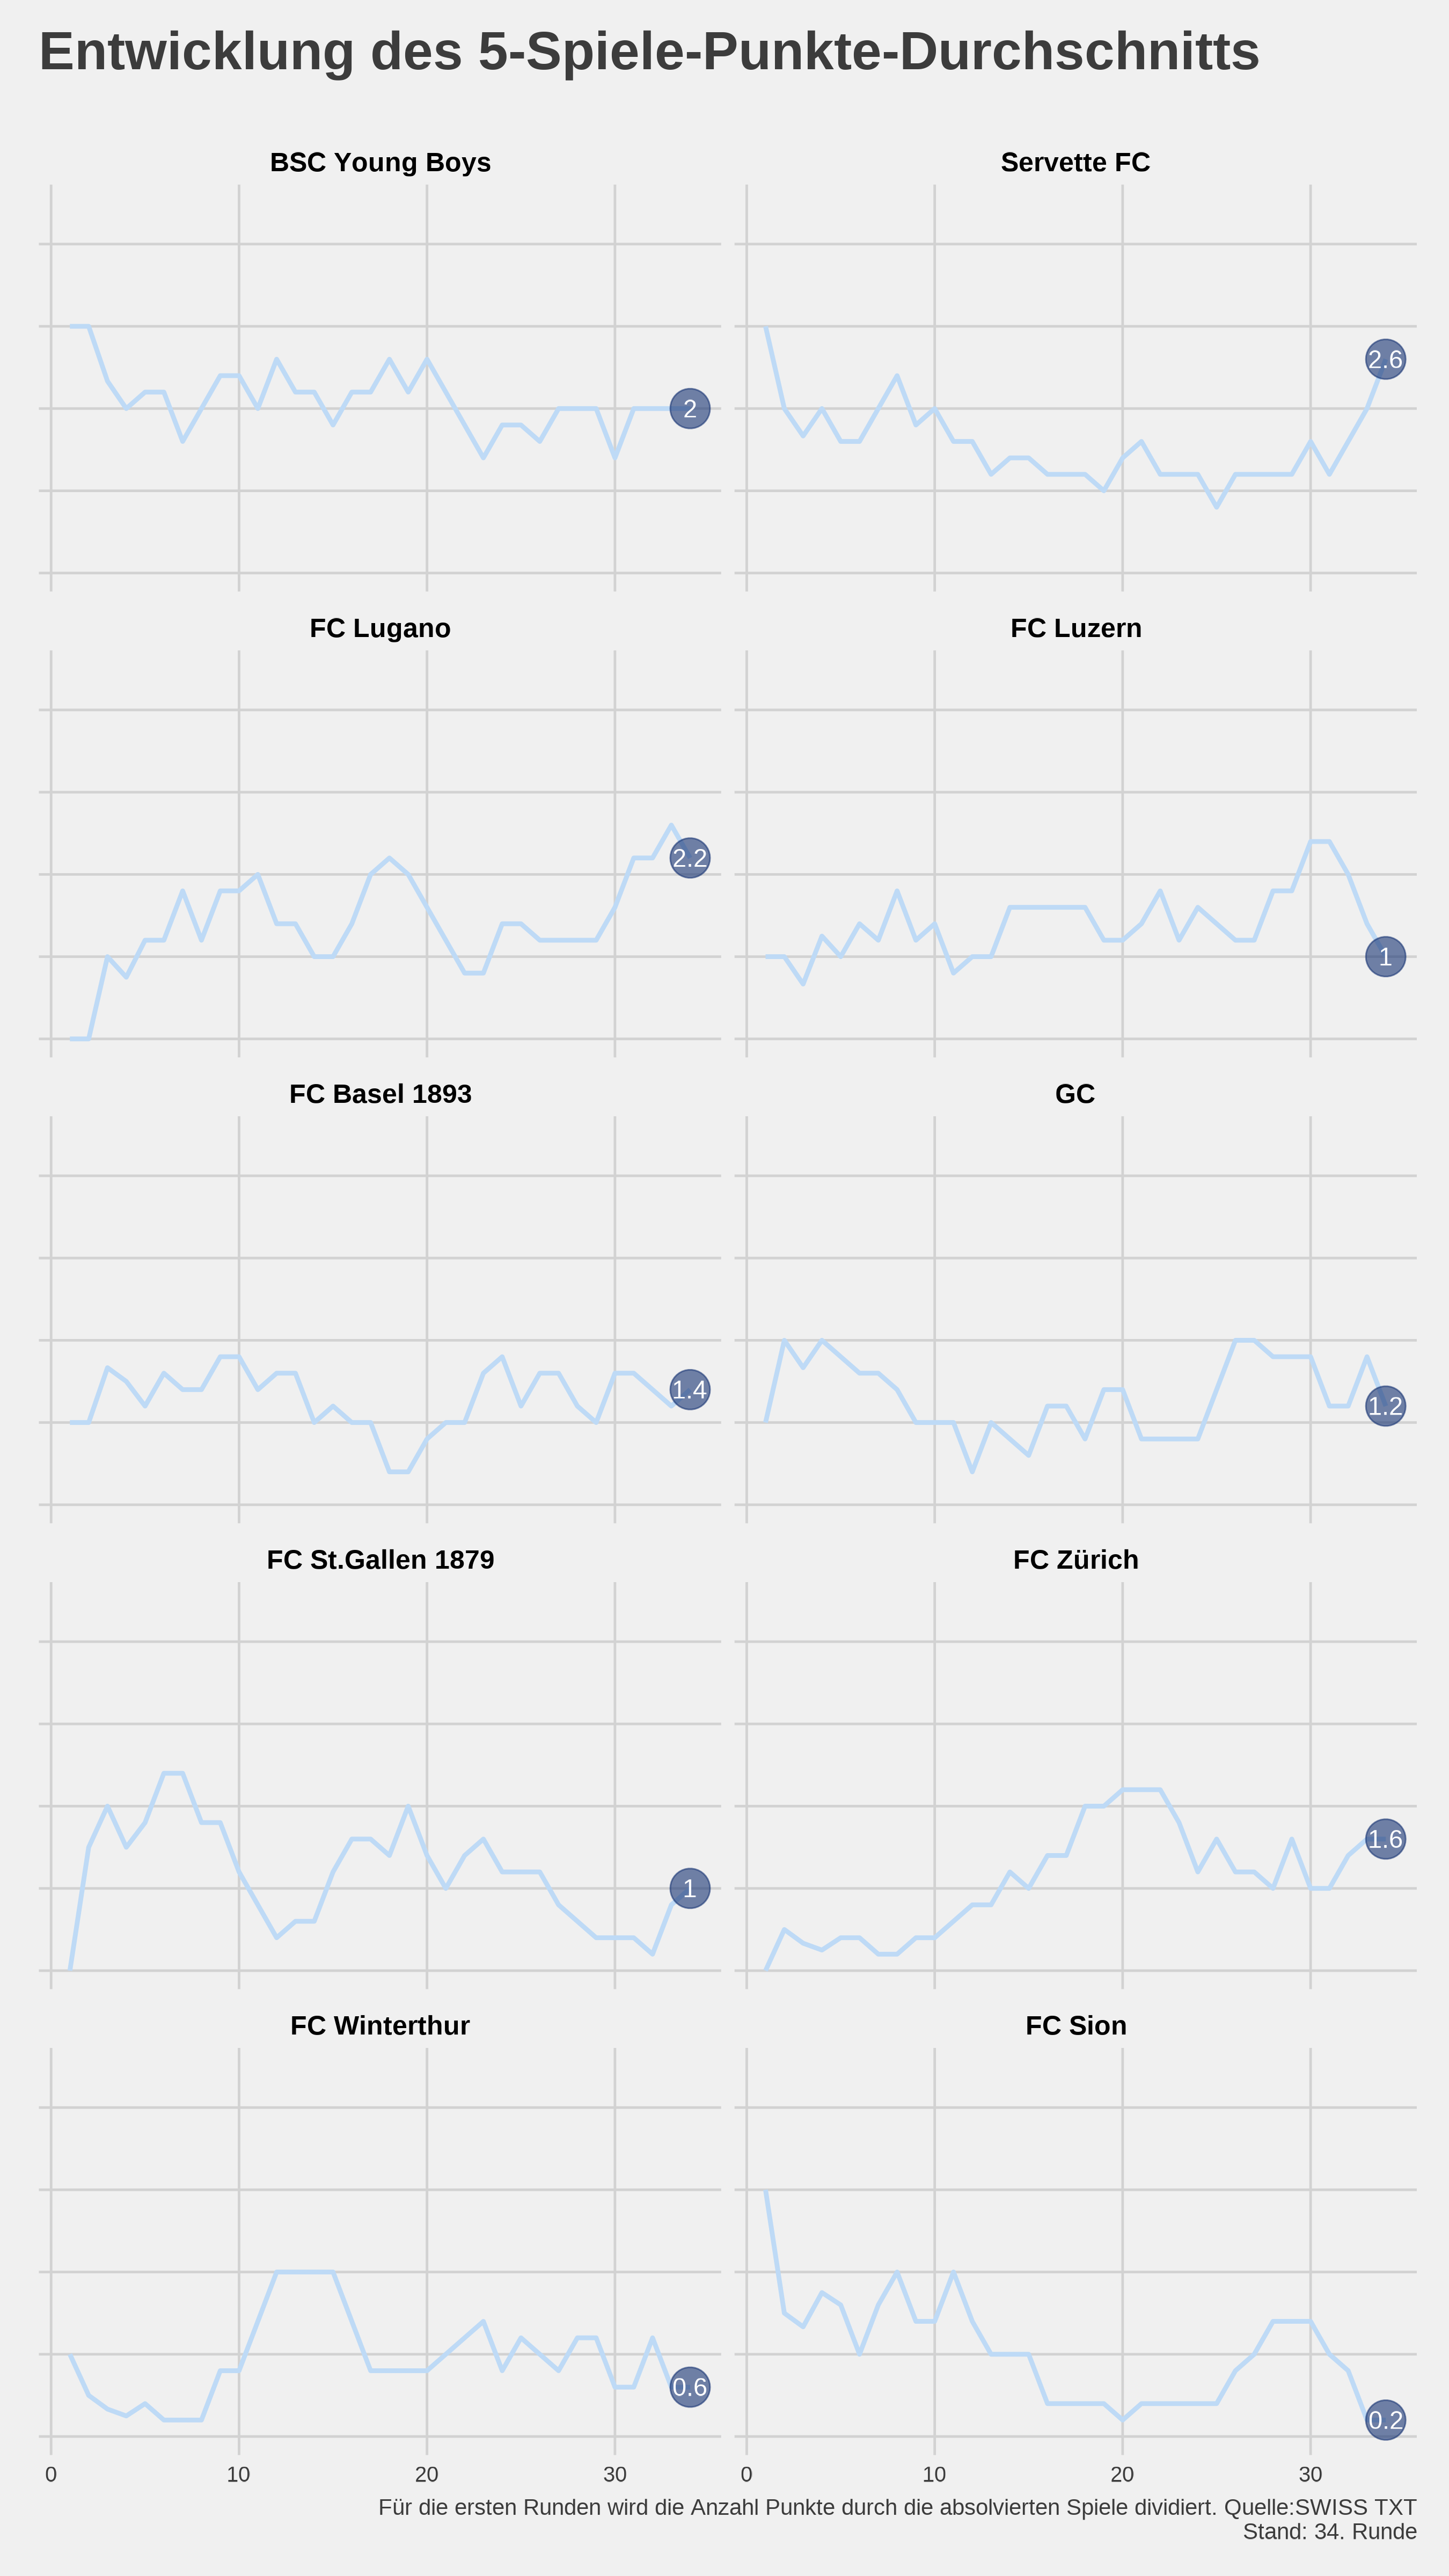 Entwicklung des 5-Spiele-Punkte-Durchschnitts
BSC Young Boys
Servette FC
2
2.6
FC Lugano
FC Luzern
2.2
1
FC Basel 1893
GC
1.4
1.2
FC St.Gallen 1879
FC Zürich
1
1.6
FC Winterthur
FC Sion
0.6
0.2
0 10 20 30 0 10 20 30
Für die ersten Runden wird die Anzahl Punkte durch die absolvierten Spiele dividiert. Quelle:SWISS TXT
Stand: 34. Runde